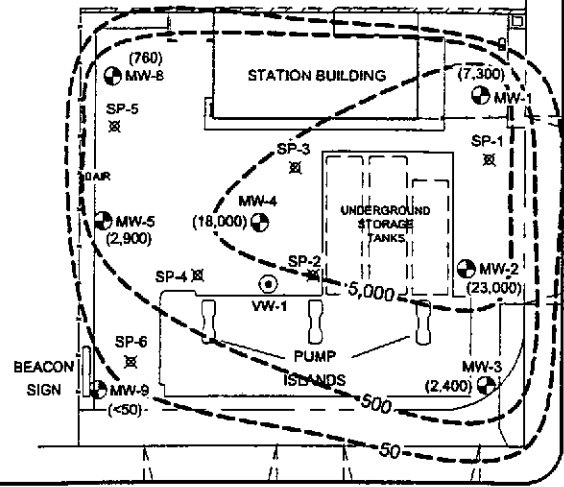 (760)
MW-8
STATION BUILDING
(7,300)
MW-1
SP-5
SP-3
SP-1
AIR
MW-4
(18,000)
UNDERGROUND
STORAGE
TANKS
MW-5
(2,900)
SP-4
SP-2
MW-2
(23,000)
VW-1
5,000
SP-6
PUMP
ISLANDS
BEACON
SIGN
MW-9
(<50)
MW-3
(2,400)
500
50